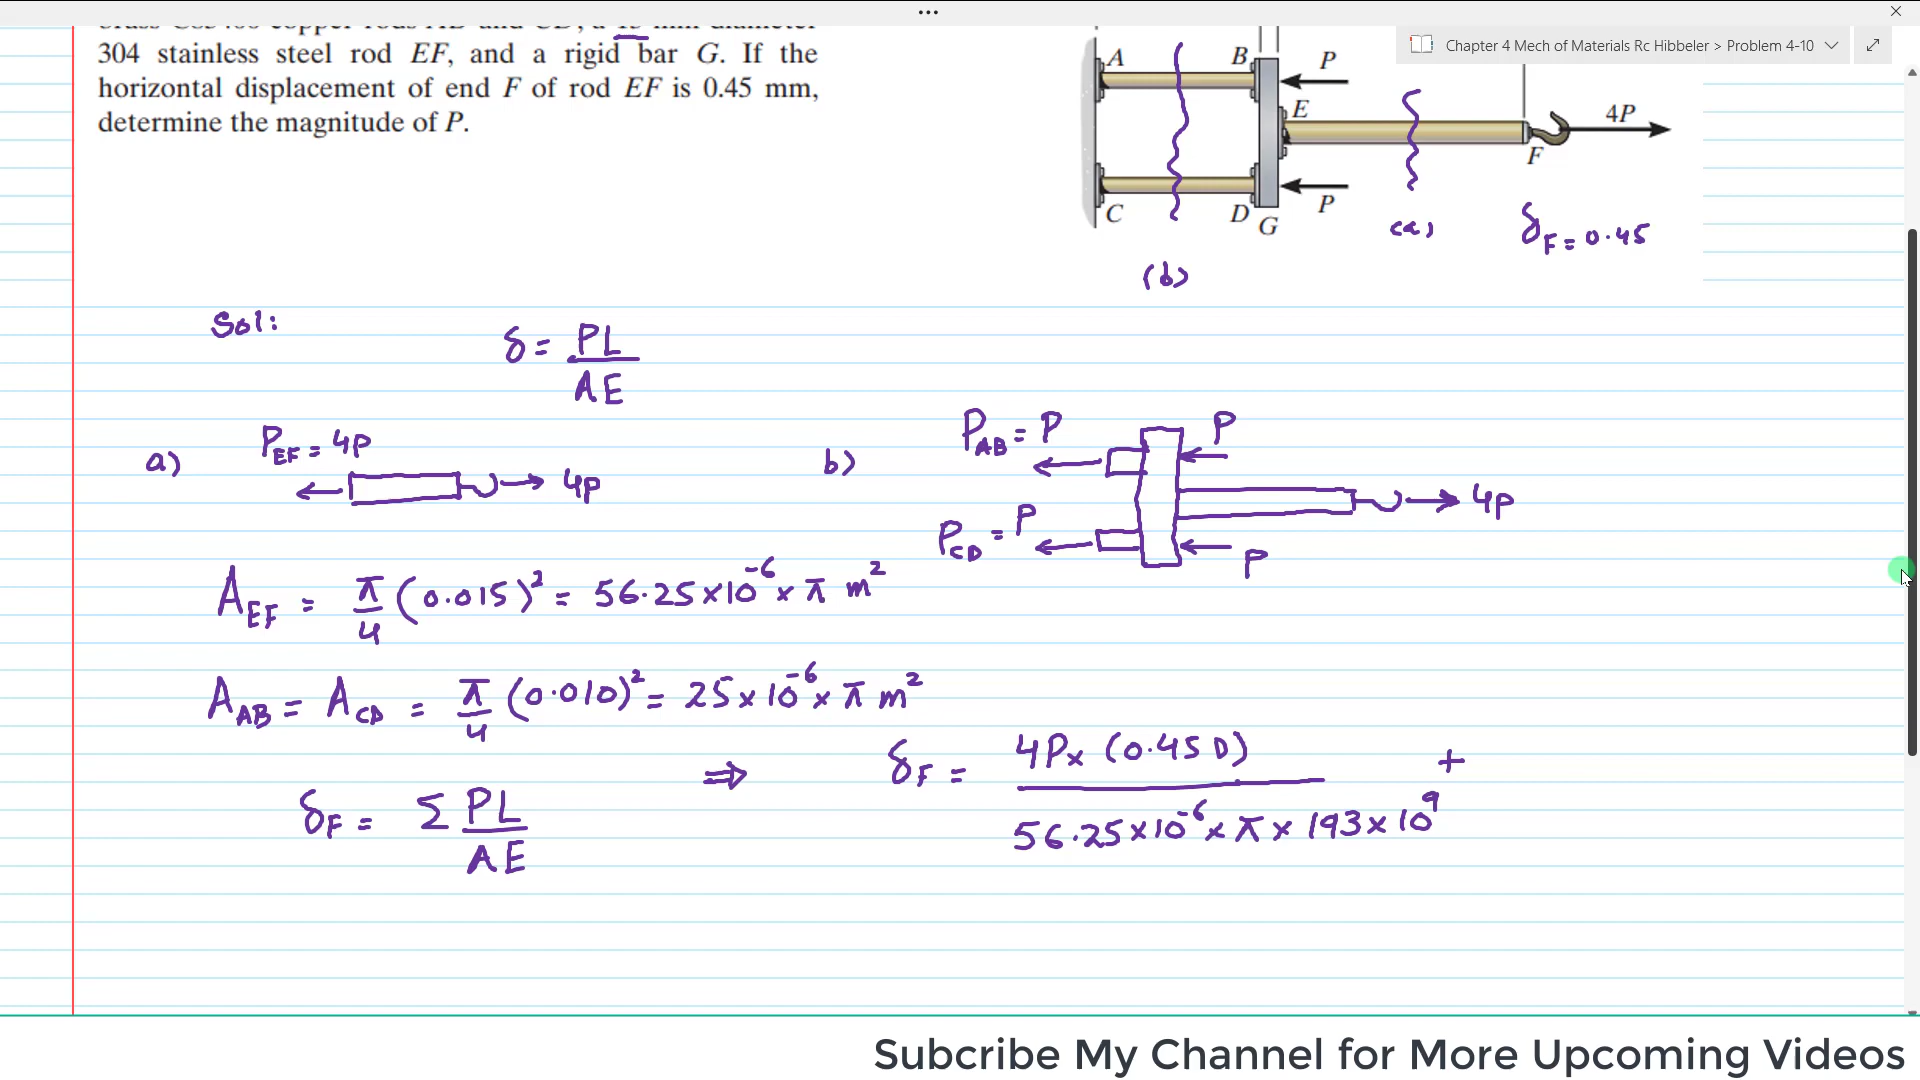 Chapter 4 Mech of Materials Rc Hibbeler > Problem 4-10
304 stainless steel rod EF, and a rigid bar G. If the
horizontal displacement of end F of rod EF is 0.45 mm,
determine the magnitude of P.
A B P
E 4P
F
C D G P
(a) δF = 0.45
(b)
Sol:
δ = PL/AE
a) PEF = 4P
4P
b) PAB = P P
4P
PCD = P P
AEF = π/4 (0.015)² = 56.25×10⁻⁶×π m²
AAB = ACD = π/4 (0.010)² = 25×10⁻⁶×π m²
δF = Σ PL/AE ⇒ δF = 4P×(0.450)/56.25×10⁻⁶×π×193×10⁹ +
Subcribe My Channel for More Upcoming Videos